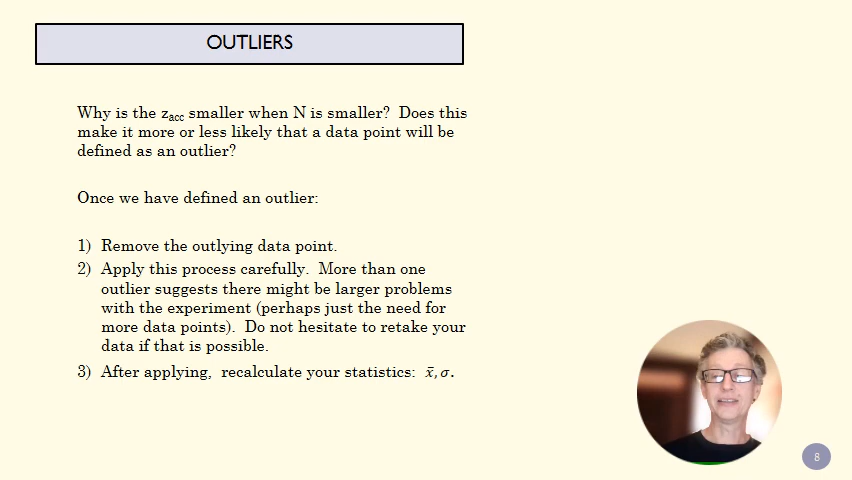 OUTLIERS
Why is the zacc smaller when N is smaller? Does this
make it more or less likely that a data point will be
defined as an outlier?
Once we have defined an outlier:
1) Remove the outlying data point.
2) Apply this process carefully. More than one
outlier suggests there might be larger problems
with the experiment (perhaps just the need for
more data points). Do not hesitate to retake your
data if that is possible.
3) After applying, recalculate your statistics: x̄, σ.
8